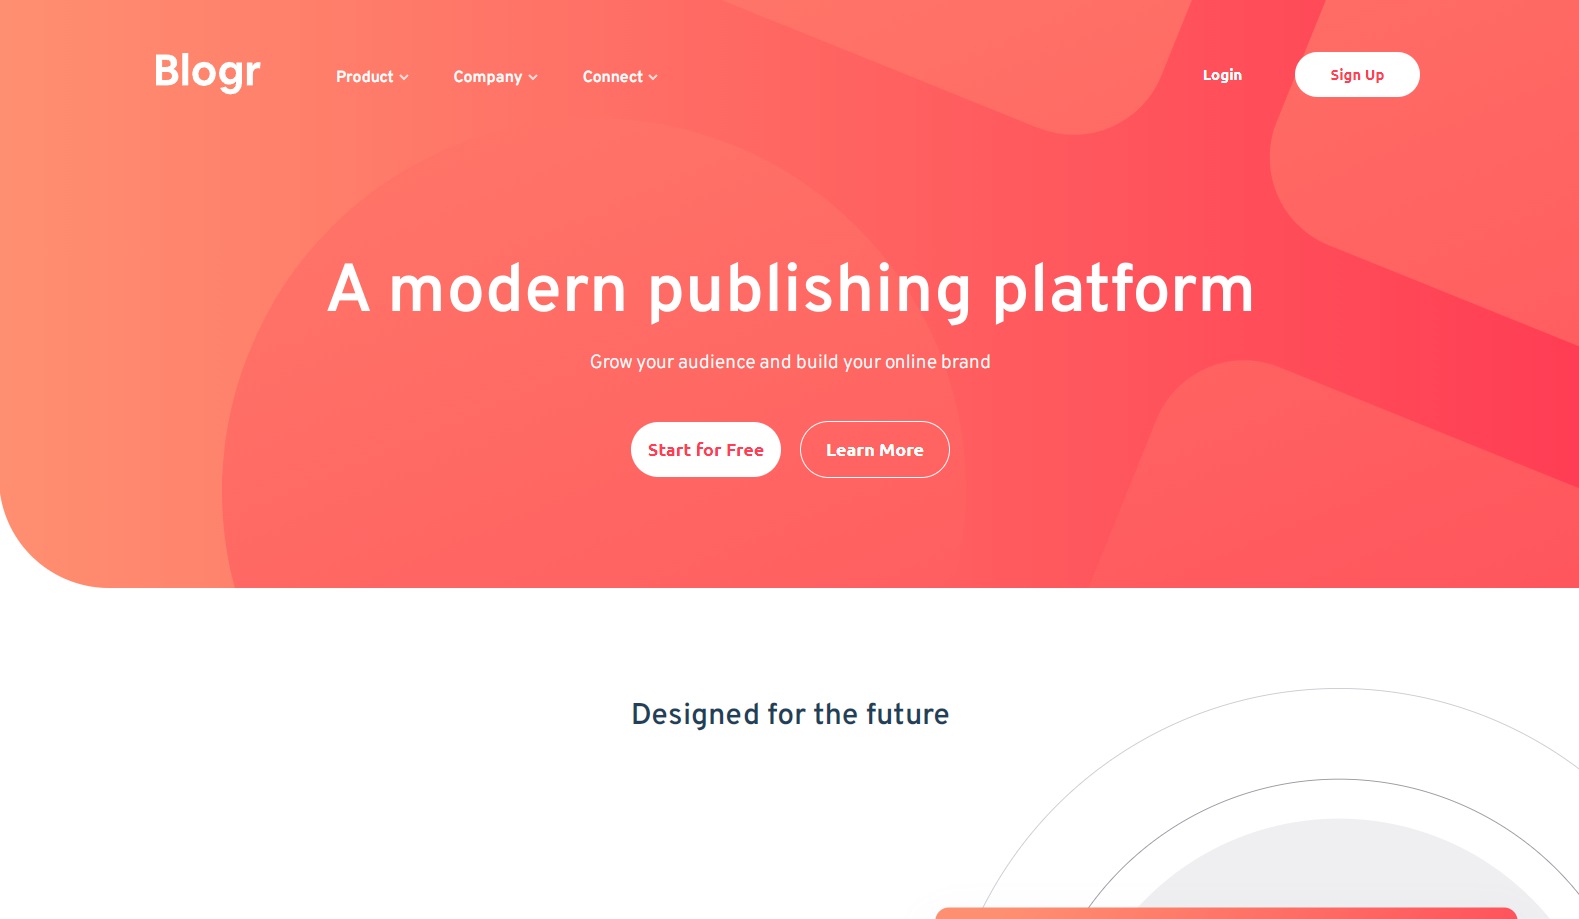 Blogr Product Company Connect Login Sign Up
A modern publishing platform
Grow your audience and build your online brand
Start for Free Learn More
Designed for the future